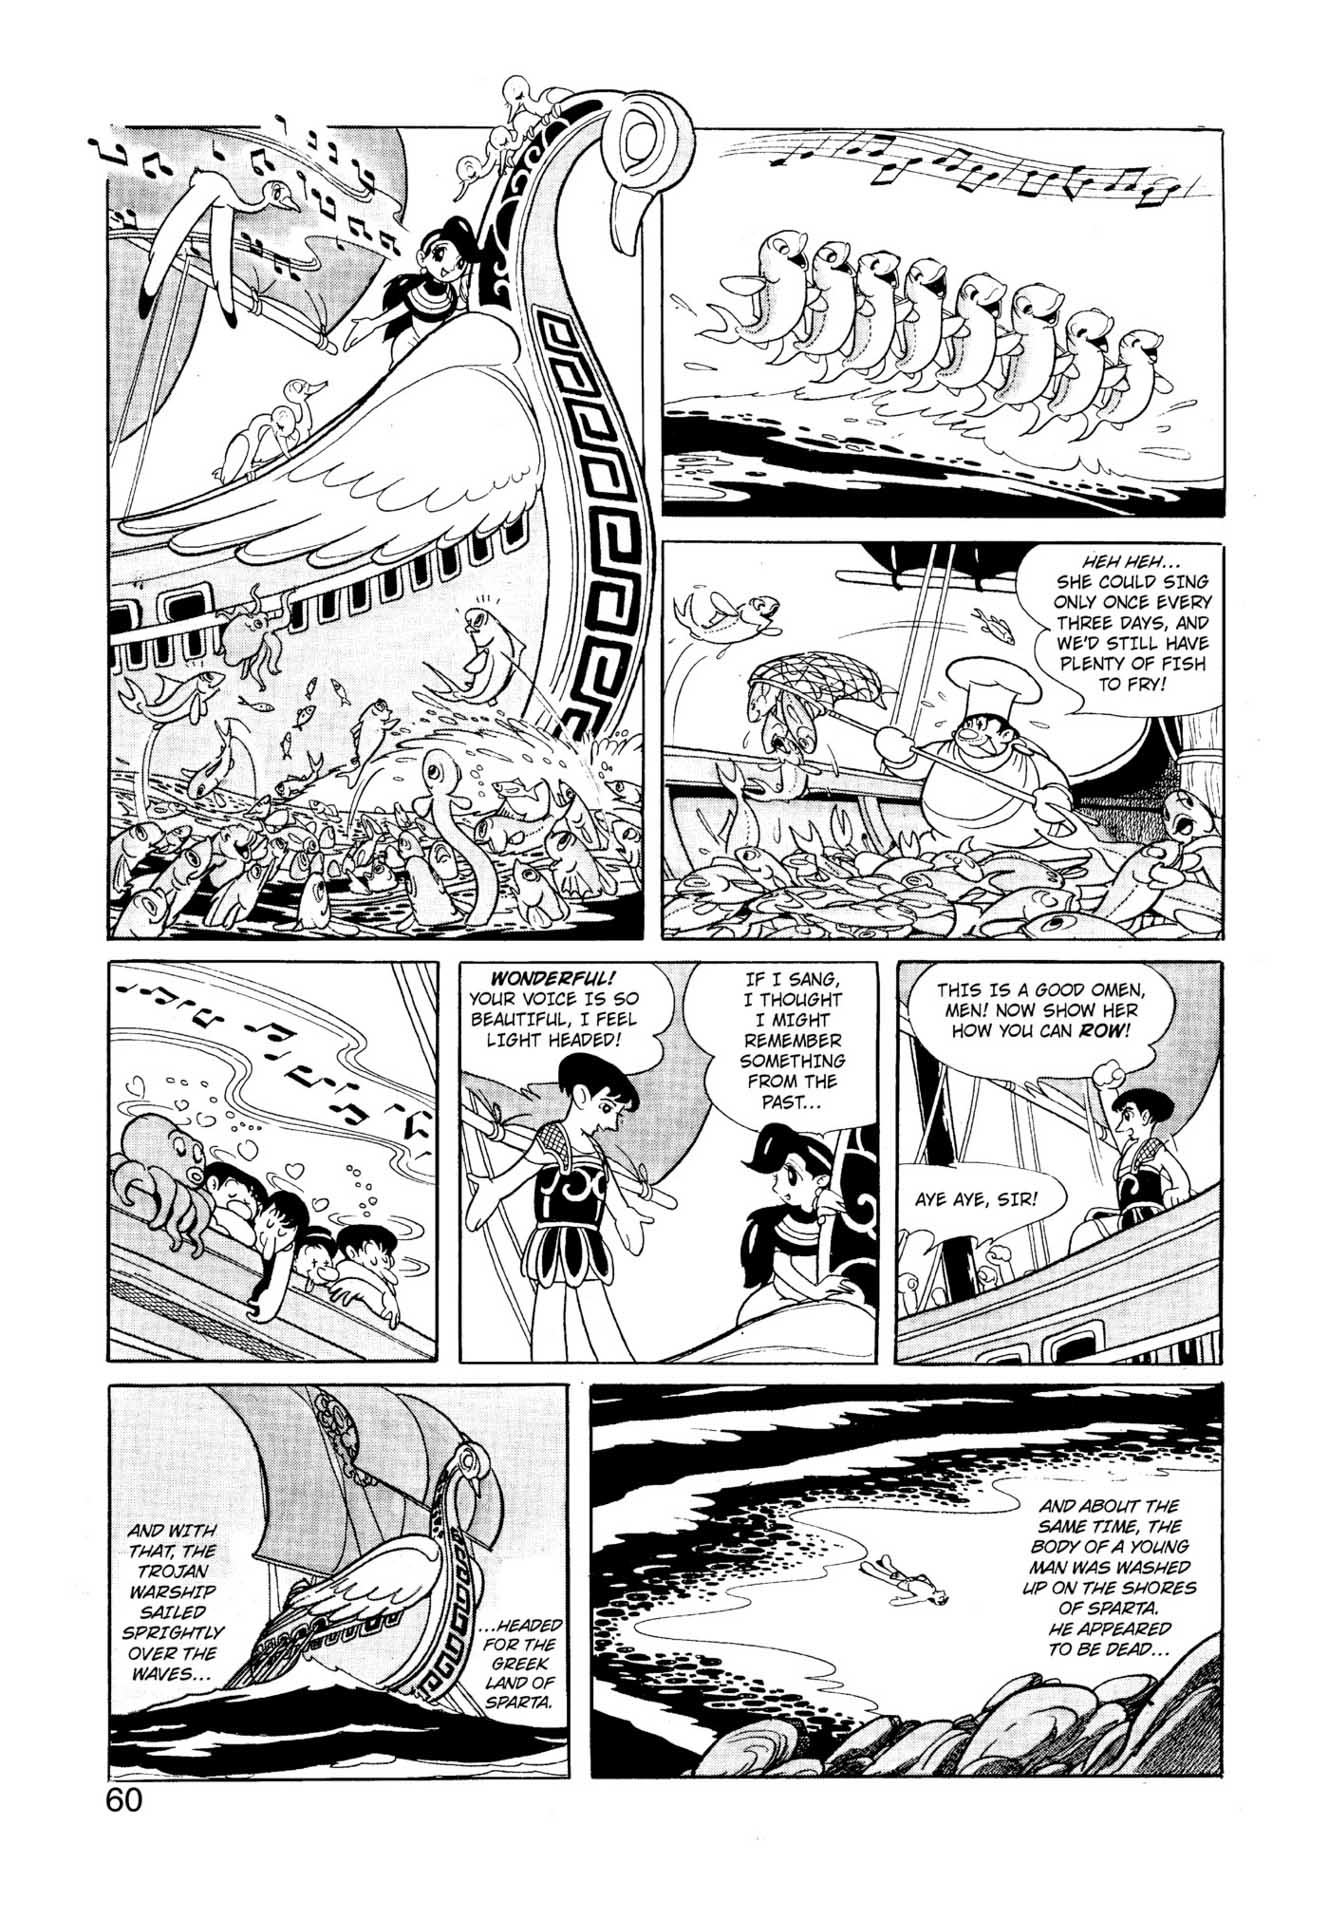 HEH HEH...
SHE COULD SING
ONLY ONCE EVERY
THREE DAYS, AND
WE'D STILL HAVE
PLENTY OF FISH
TO FRY!
WONDERFUL!
YOUR VOICE IS SO
BEAUTIFUL, I FEEL
LIGHT HEADED!
IF I SANG,
I THOUGHT
I MIGHT
REMEMBER
SOMETHING
FROM THE
PAST...
THIS IS A GOOD OMEN,
MEN! NOW SHOW HER
HOW YOU CAN ROW!
AYE AYE, SIR!
AND WITH
THAT, THE
TROJAN
WARSHIP
SAILED
SPRIGHTLY
OVER THE
WAVES...
...HEADED
FOR THE
GREEK
LAND OF
SPARTA.
AND ABOUT THE
SAME TIME, THE
BODY OF A YOUNG
MAN WAS WASHED
UP ON THE SHORES
OF SPARTA.
HE APPEARED
TO BE DEAD...
60